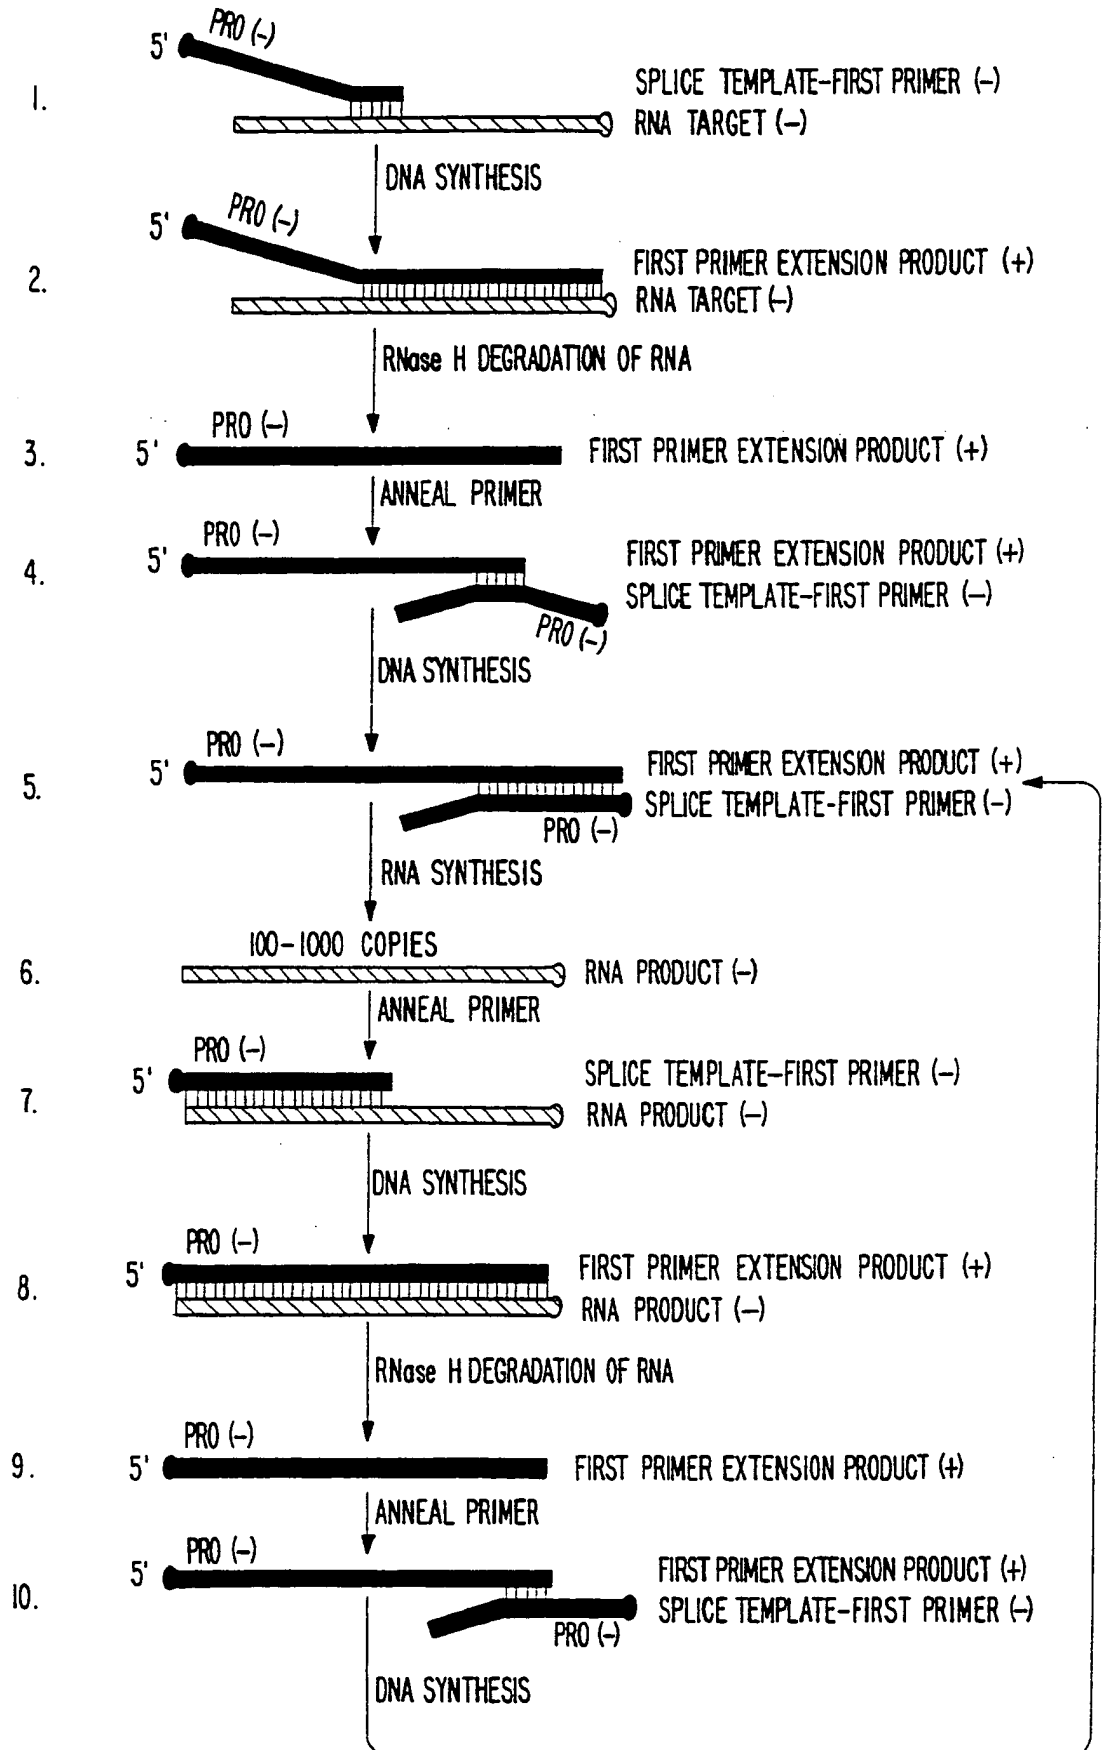 PRO (–)
5'
1.
SPLICE TEMPLATE–FIRST PRIMER (–)
RNA TARGET (–)
DNA SYNTHESIS
PRO (–)
5'
2.
FIRST PRIMER EXTENSION PRODUCT (+)
RNA TARGET (–)
RNase H DEGRADATION OF RNA
PRO (–)
3.
5'
FIRST PRIMER EXTENSION PRODUCT (+)
ANNEAL PRIMER
PRO (–)
5'
4.
FIRST PRIMER EXTENSION PRODUCT (+)
SPLICE TEMPLATE–FIRST PRIMER (–)
PRO (–)
DNA SYNTHESIS
PRO (–)
5'
5.
FIRST PRIMER EXTENSION PRODUCT (+)
SPLICE TEMPLATE-FIRST PRIMER (–)
PRO (–)
RNA SYNTHESIS
100–1000 COPIES
6.
RNA PRODUCT (–)
ANNEAL PRIMER
PRO (–)
5'
7.
SPLICE TEMPLATE–FIRST PRIMER (–)
RNA PRODUCT (–)
DNA SYNTHESIS
PRO (–)
5'
8.
FIRST PRIMER EXTENSION PRODUCT (+)
RNA PRODUCT (–)
RNase H DEGRADATION OF RNA
PRO (–)
9.
5'
FIRST PRIMER EXTENSION PRODUCT (+)
ANNEAL PRIMER
PRO (–)
5'
10.
FIRST PRIMER EXTENSION PRODUCT (+)
SPLICE TEMPLATE–FIRST PRIMER (–)
PRO (–)
DNA SYNTHESIS